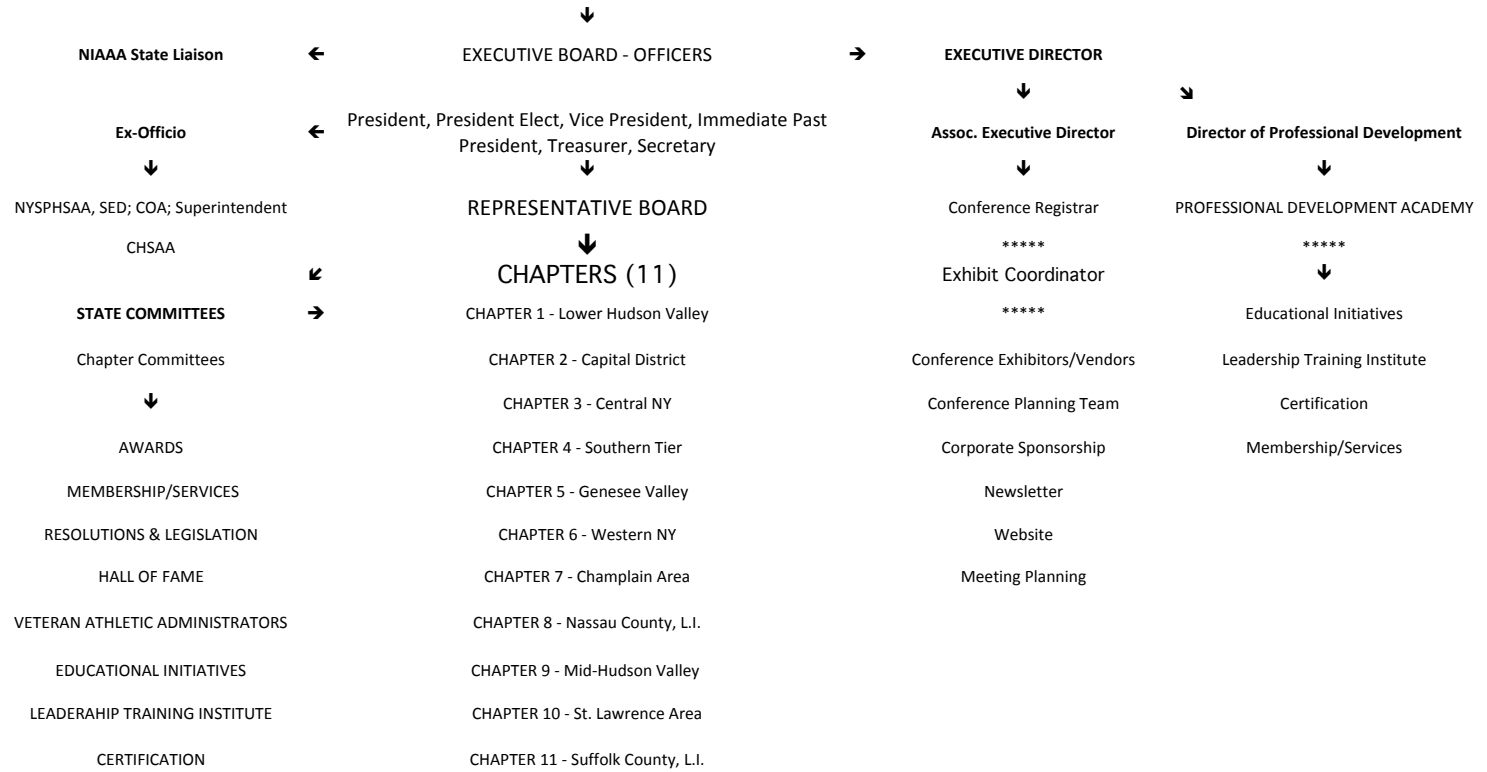 NIAAA State Liaison
EXECUTIVE BOARD - OFFICERS
EXECUTIVE DIRECTOR
Ex-Officio
President, President Elect, Vice President, Immediate Past
President, Treasurer, Secretary
Assoc. Executive Director
Director of Professional Development
NYSPHSAA, SED; COA; Superintendent
REPRESENTATIVE BOARD
Conference Registrar
PROFESSIONAL DEVELOPMENT ACADEMY
CHSAA
*****
*****
CHAPTERS (11)
Exhibit Coordinator
STATE COMMITTEES
CHAPTER 1 - Lower Hudson Valley
*****
Educational Initiatives
Chapter Committees
CHAPTER 2 - Capital District
Conference Exhibitors/Vendors
Leadership Training Institute
CHAPTER 3 - Central NY
Conference Planning Team
Certification
AWARDS
CHAPTER 4 - Southern Tier
Corporate Sponsorship
Membership/Services
MEMBERSHIP/SERVICES
CHAPTER 5 - Genesee Valley
Newsletter
RESOLUTIONS & LEGISLATION
CHAPTER 6 - Western NY
Website
HALL OF FAME
CHAPTER 7 - Champlain Area
Meeting Planning
VETERAN ATHLETIC ADMINISTRATORS
CHAPTER 8 - Nassau County, L.I.
EDUCATIONAL INITIATIVES
CHAPTER 9 - Mid-Hudson Valley
LEADERAHIP TRAINING INSTITUTE
CHAPTER 10 - St. Lawrence Area
CERTIFICATION
CHAPTER 11 - Suffolk County, L.I.